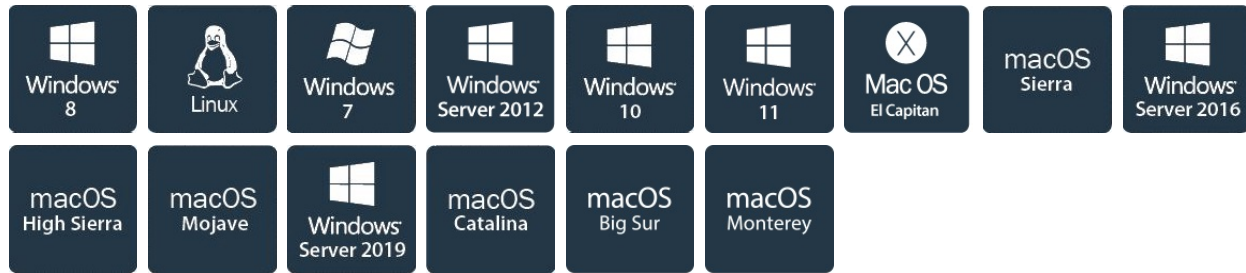 Windows
8
Linux
Windows
7
Windows
Server 2012
Windows
10
Windows
11
X
Mac OS
El Capitan
macOS
Sierra
Windows
Server 2016
macOS
High Sierra
macOS
Mojave
Windows
Server 2019
macOS
Catalina
macOS
Big Sur
macOS
Monterey